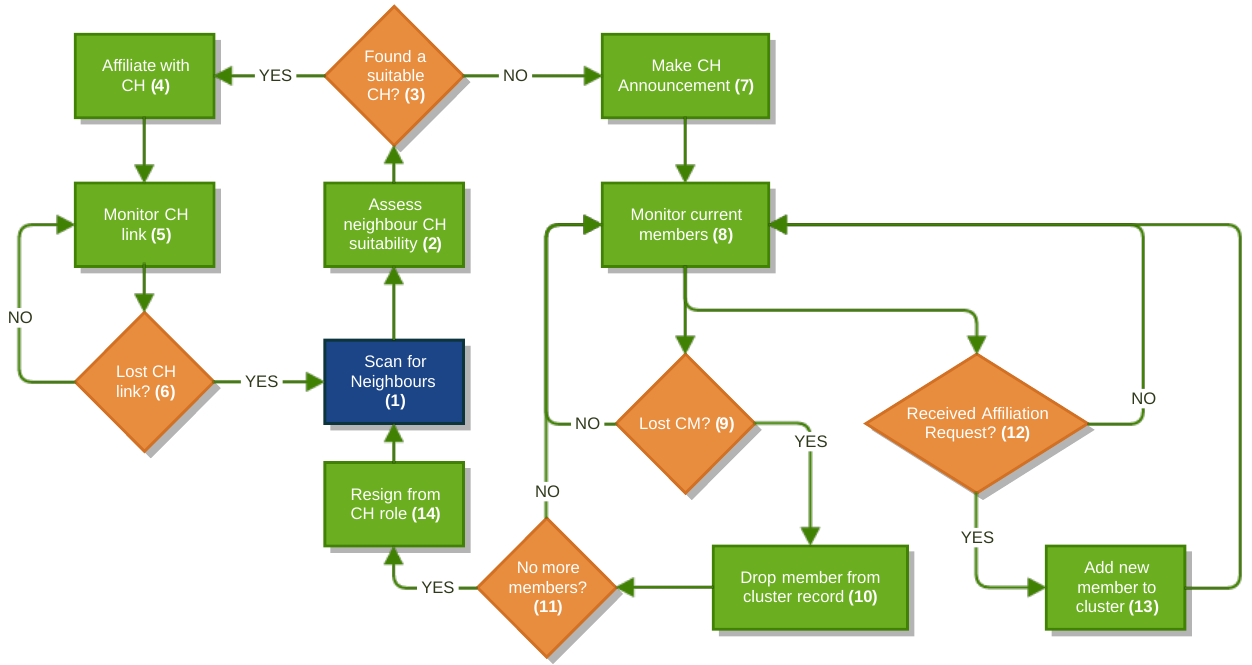 Affiliate with
CH (4)
YES
Found a
suitable
CH? (3)
NO
Make CH
Announcement (7)
Monitor CH
link (5)
Assess
neighbour CH
suitability (2)
Monitor current
members (8)
NO
Lost CH
link? (6)
YES
Scan for
Neighbours
(1)
NO
Lost CM? (9)
YES
Received Affiliation
Request? (12)
NO
Resign from
CH role (14)
NO
YES
No more
members?
(11)
YES
Drop member from
cluster record (10)
Add new
member to
cluster (13)